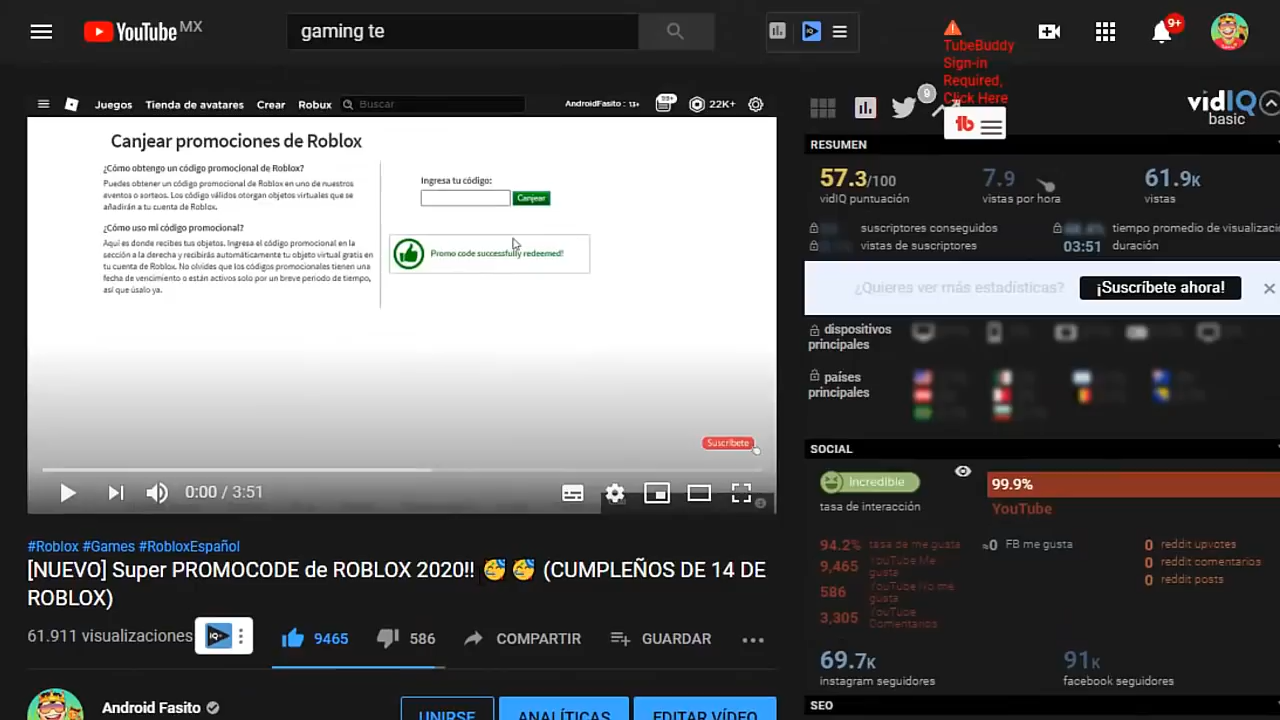 YouTube MX
gaming te
9+
TubeBuddy
Sign-in
Required,
Click Here
Juegos Tienda de avatares Crear Robux Buscar AndroidFasito : 13+ 99+ 22K+
Canjear promociones de Roblox
¿Cómo obtengo un código promocional de Roblox?
Puedes obtener un código promocional de Roblox en uno de nuestros
eventos o sorteos. Los código válidos otorgan objetos virtuales que se
añadirán a tu cuenta de Roblox.
¿Cómo uso mi código promocional?
Aquí es donde recibes tus objetos. Ingresa el código promocional en la
sección a la derecha y recibirás automáticamente tu objeto virtual gratis en
tu cuenta de Roblox. No olvides que los códigos promocionales tienen una
fecha de vencimiento o están activos solo por un breve periodo de tiempo,
así que úsalo ya.
Ingresa tu código:
Canjear
Promo code successfully redeemed!
Suscríbete
0:00 / 3:51
#Roblox #Games #RobloxEspañol
[NUEVO] Super PROMOCODE de ROBLOX 2020!! 🥳🥳 (CUMPLEÑOS DE 14 DE
ROBLOX)
61.911 visualizaciones
IQ
9465 586 COMPARTIR GUARDAR
Android Fasito
UNIRSE ANALÍTICAS EDITAR VÍDEO
9
tb
vidIQ
basic
RESUMEN
57.3/100 7.9 61.9K
vidIQ puntuación vistas por hora vistas
suscriptores conseguidos tiempo promedio de visualizac
vistas de suscriptores 03:51 duración
¿Quieres ver más estadísticas? ¡Suscríbete ahora!
dispositivos
principales
países
principales
SOCIAL
Incredible 99.9%
tasa de interacción YouTube
94.2% tasa de me gusta
9,465 YouTube Me
gusta
586 YouTube No me
gusta
3,305 YouTube
Comentarios
≈0 FB me gusta
0 reddit upvotes
0 reddit comentarios
0 reddit posts
69.7K 91K
instagram seguidores facebook seguidores
SEO